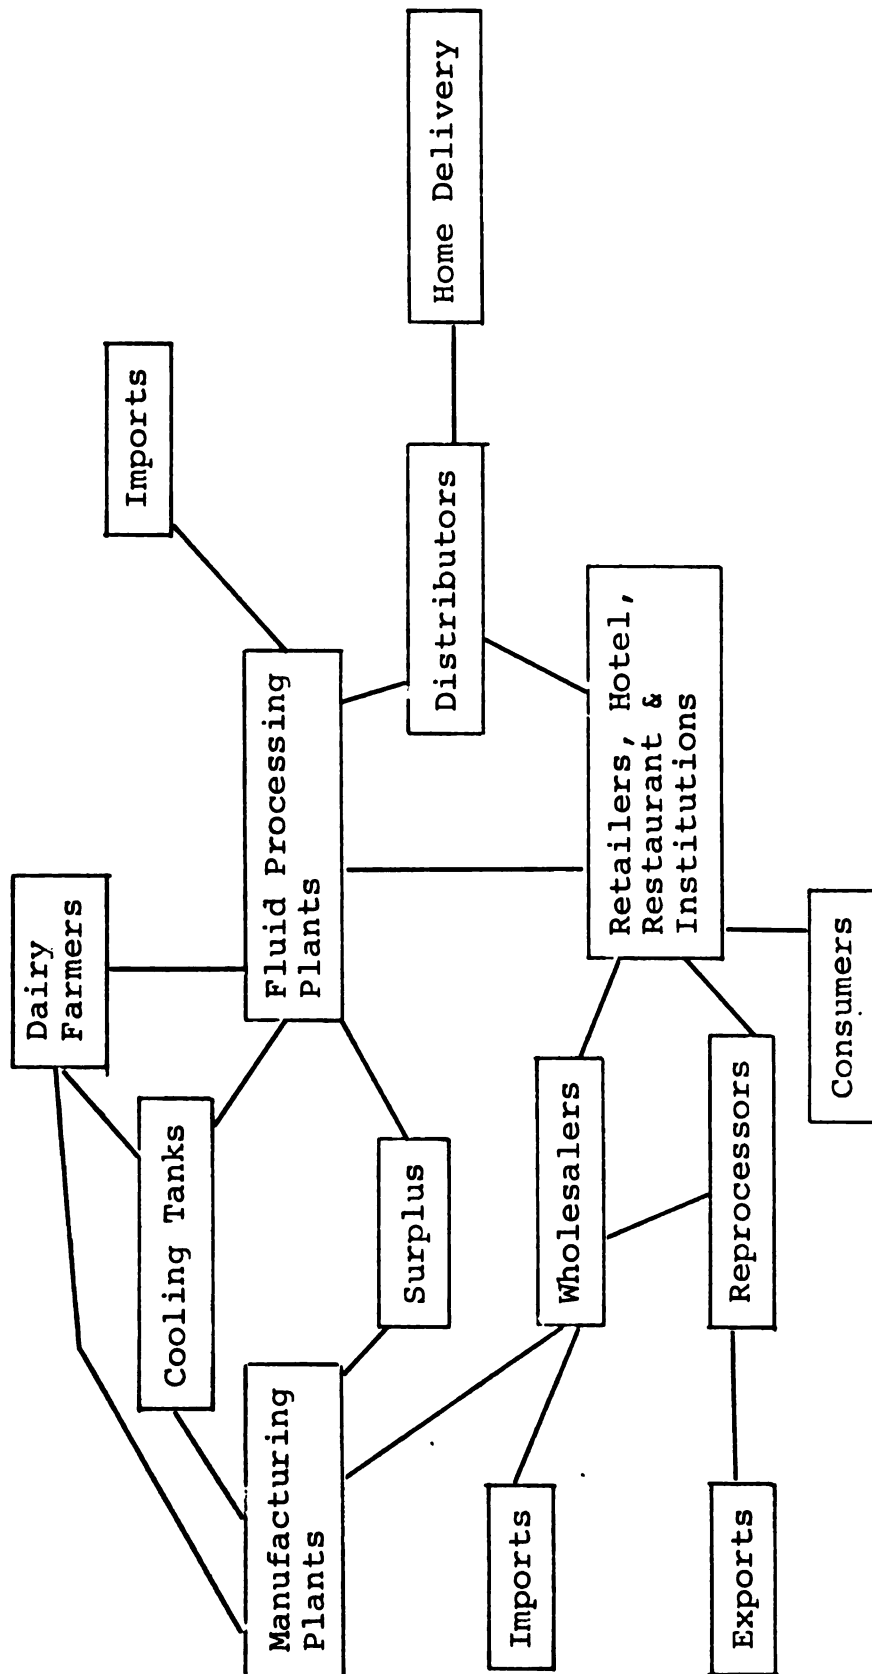 Dairy
Farmers
Imports
Cooling Tanks
Manufacturing
Plants
Fluid Processing
Plants
Surplus
Distributors
Home Delivery
Imports
Wholesalers
Retailers, Hotel,
Restaurant &
Institutions
Exports
Reprocessors
Consumers